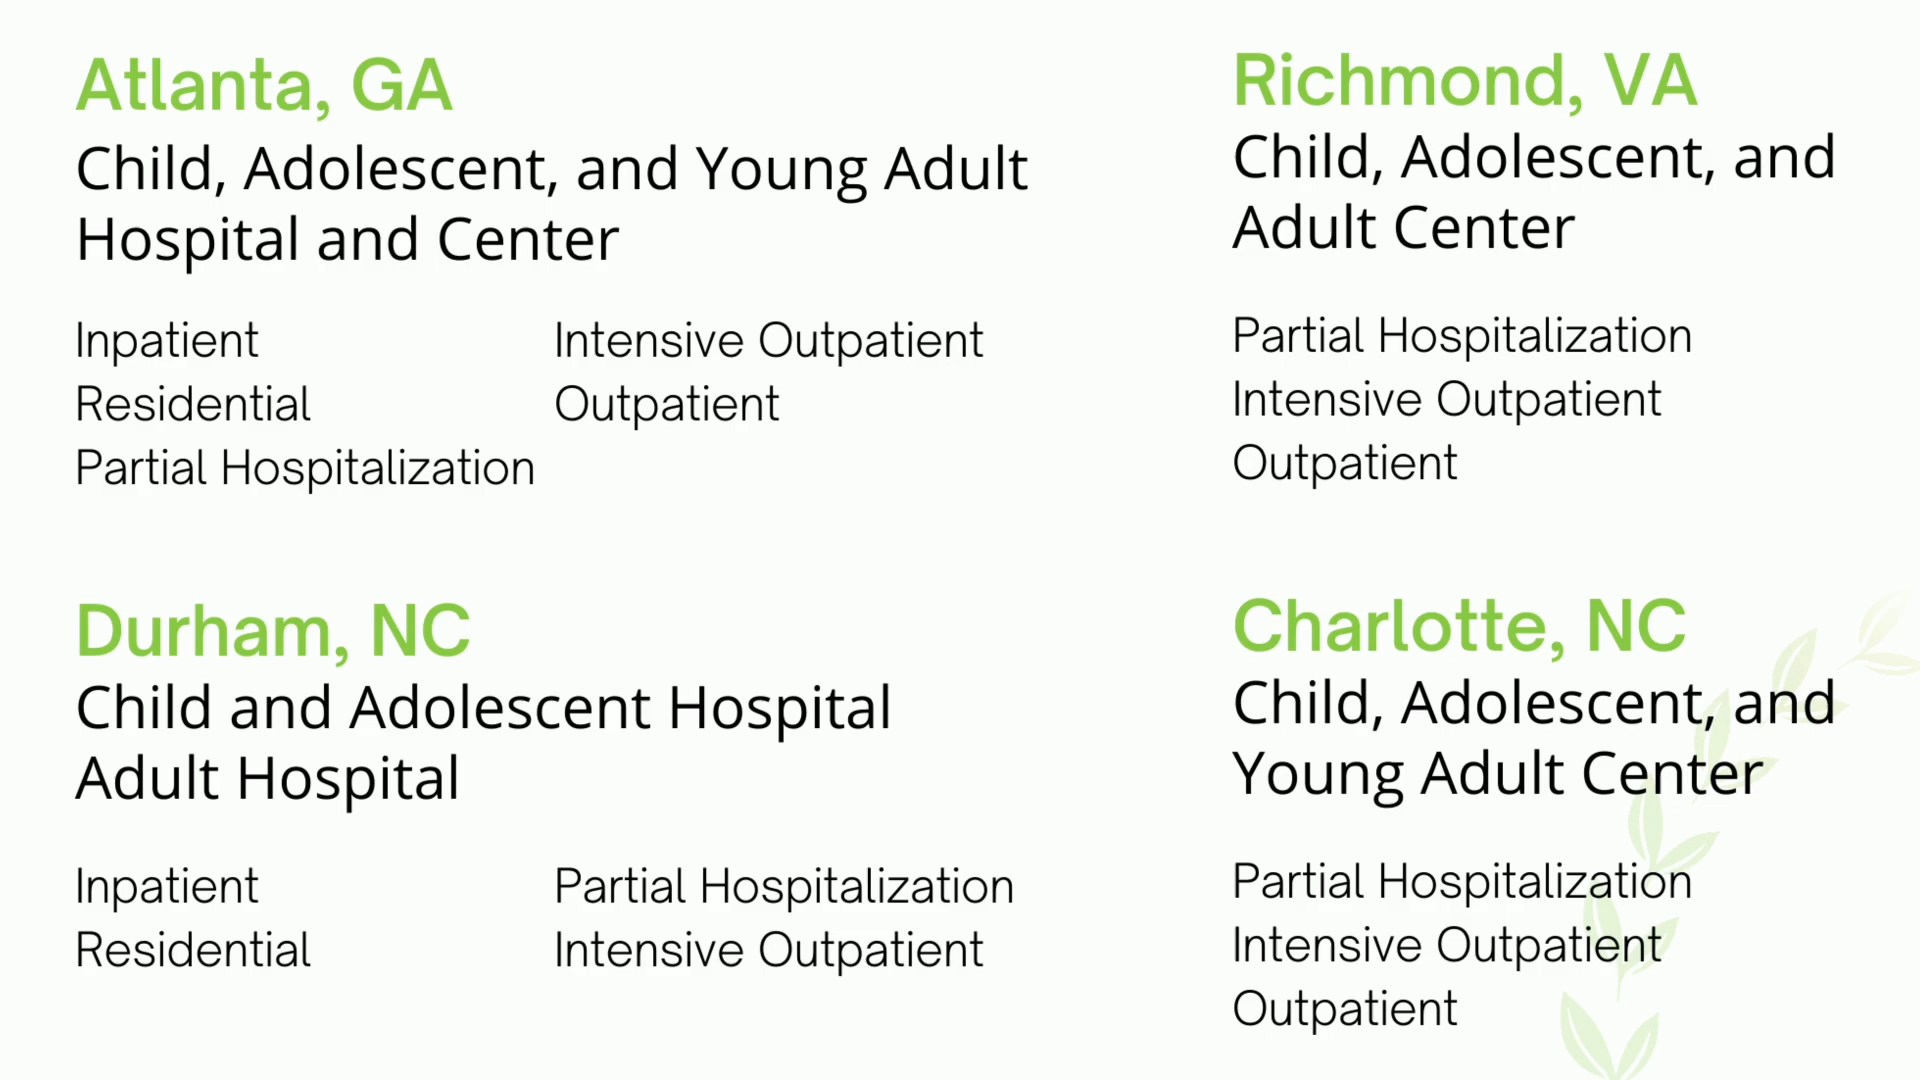 Atlanta, GA
Child, Adolescent, and Young Adult
Hospital and Center
Inpatient
Residential
Partial Hospitalization
Intensive Outpatient
Outpatient
Richmond, VA
Child, Adolescent, and
Adult Center
Partial Hospitalization
Intensive Outpatient
Outpatient
Durham, NC
Child and Adolescent Hospital
Adult Hospital
Inpatient
Residential
Partial Hospitalization
Intensive Outpatient
Charlotte, NC
Child, Adolescent, and
Young Adult Center
Partial Hospitalization
Intensive Outpatient
Outpatient